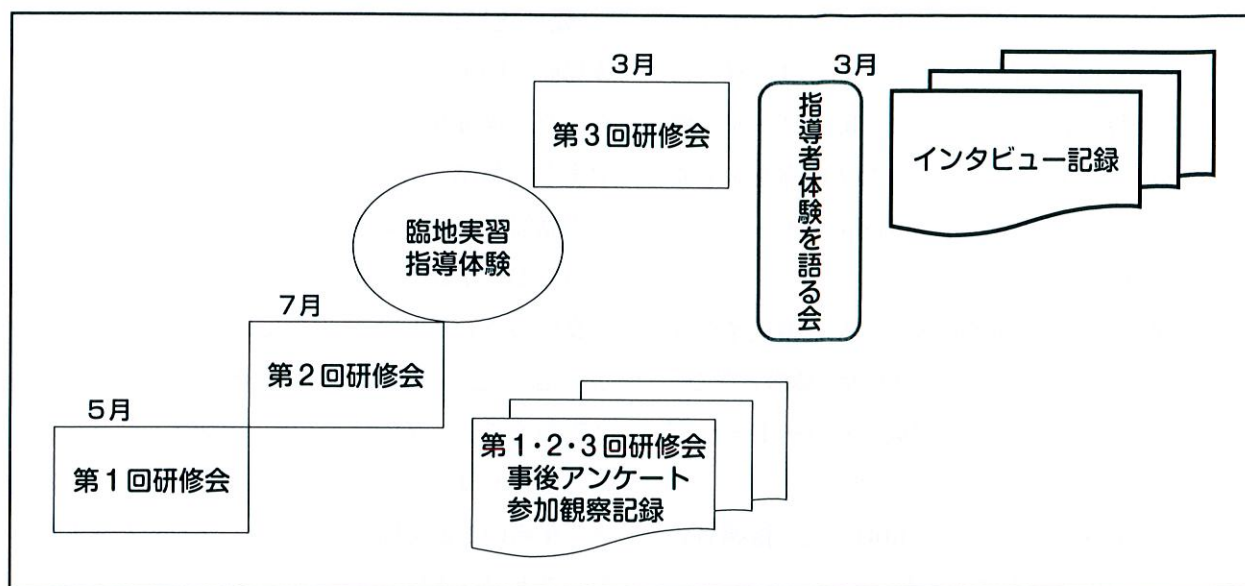 3月
第3回研修会
3月
指導者体験を語る会
インタビュー記録
臨地実習
指導体験
7月
第2回研修会
5月
第1回研修会
第1・2・3回研修会
事後アンケート
参加観察記録